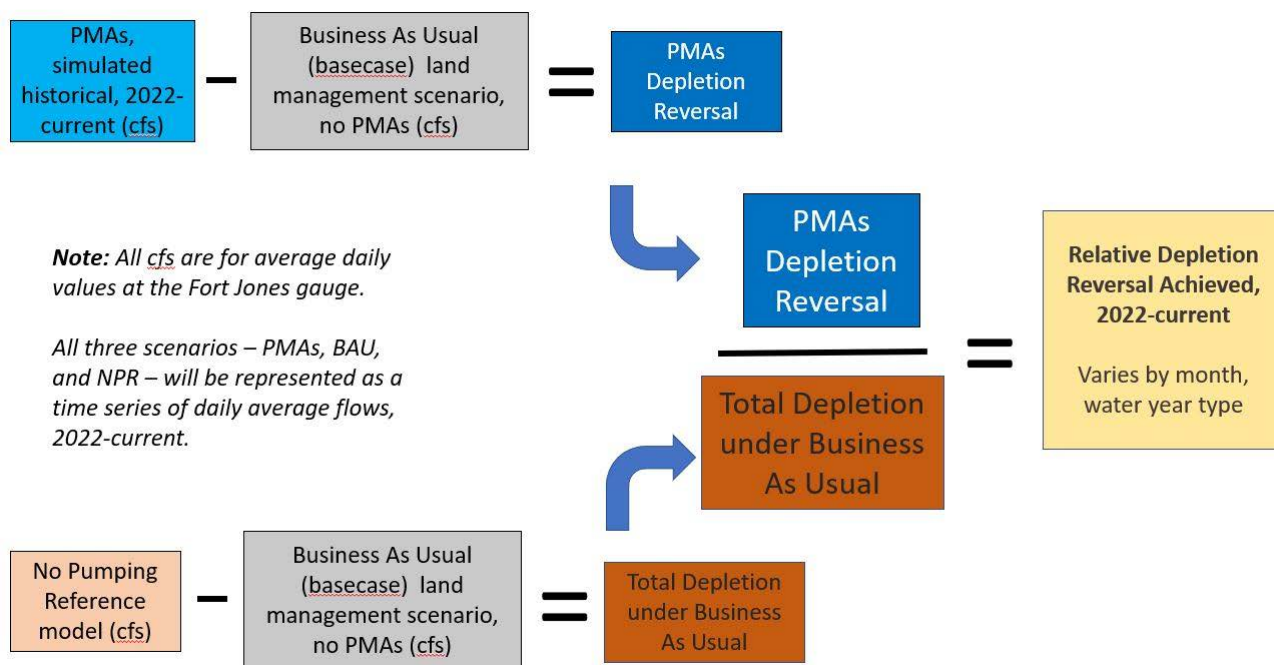 PMAs,
simulated
historical, 2022-
current (cfs)
–
Business As Usual
(basecase) land
management scenario,
no PMAs (cfs)
=
PMAs
Depletion
Reversal
Note: All cfs are for average daily
values at the Fort Jones gauge.
All three scenarios – PMAs, BAU,
and NPR – will be represented as a
time series of daily average flows,
2022-current.
PMAs
Depletion
Reversal
Total Depletion
under Business
As Usual
=
Relative Depletion
Reversal Achieved,
2022-current
Varies by month,
water year type
No Pumping
Reference
model (cfs)
–
Business As Usual
(basecase) land
management scenario,
no PMAs (cfs)
=
Total Depletion
under Business
As Usual